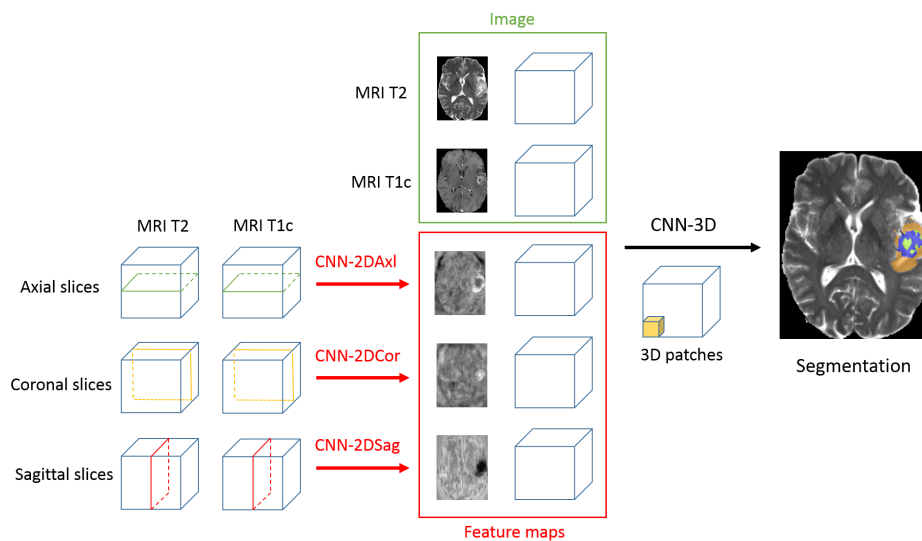 Image
MRI T2
MRI T1c
MRI T2
MRI T1c
CNN-3D
Axial slices
CNN-2DAxl
Coronal slices
CNN-2DCor
3D patches
Segmentation
Sagittal slices
CNN-2DSag
Feature maps